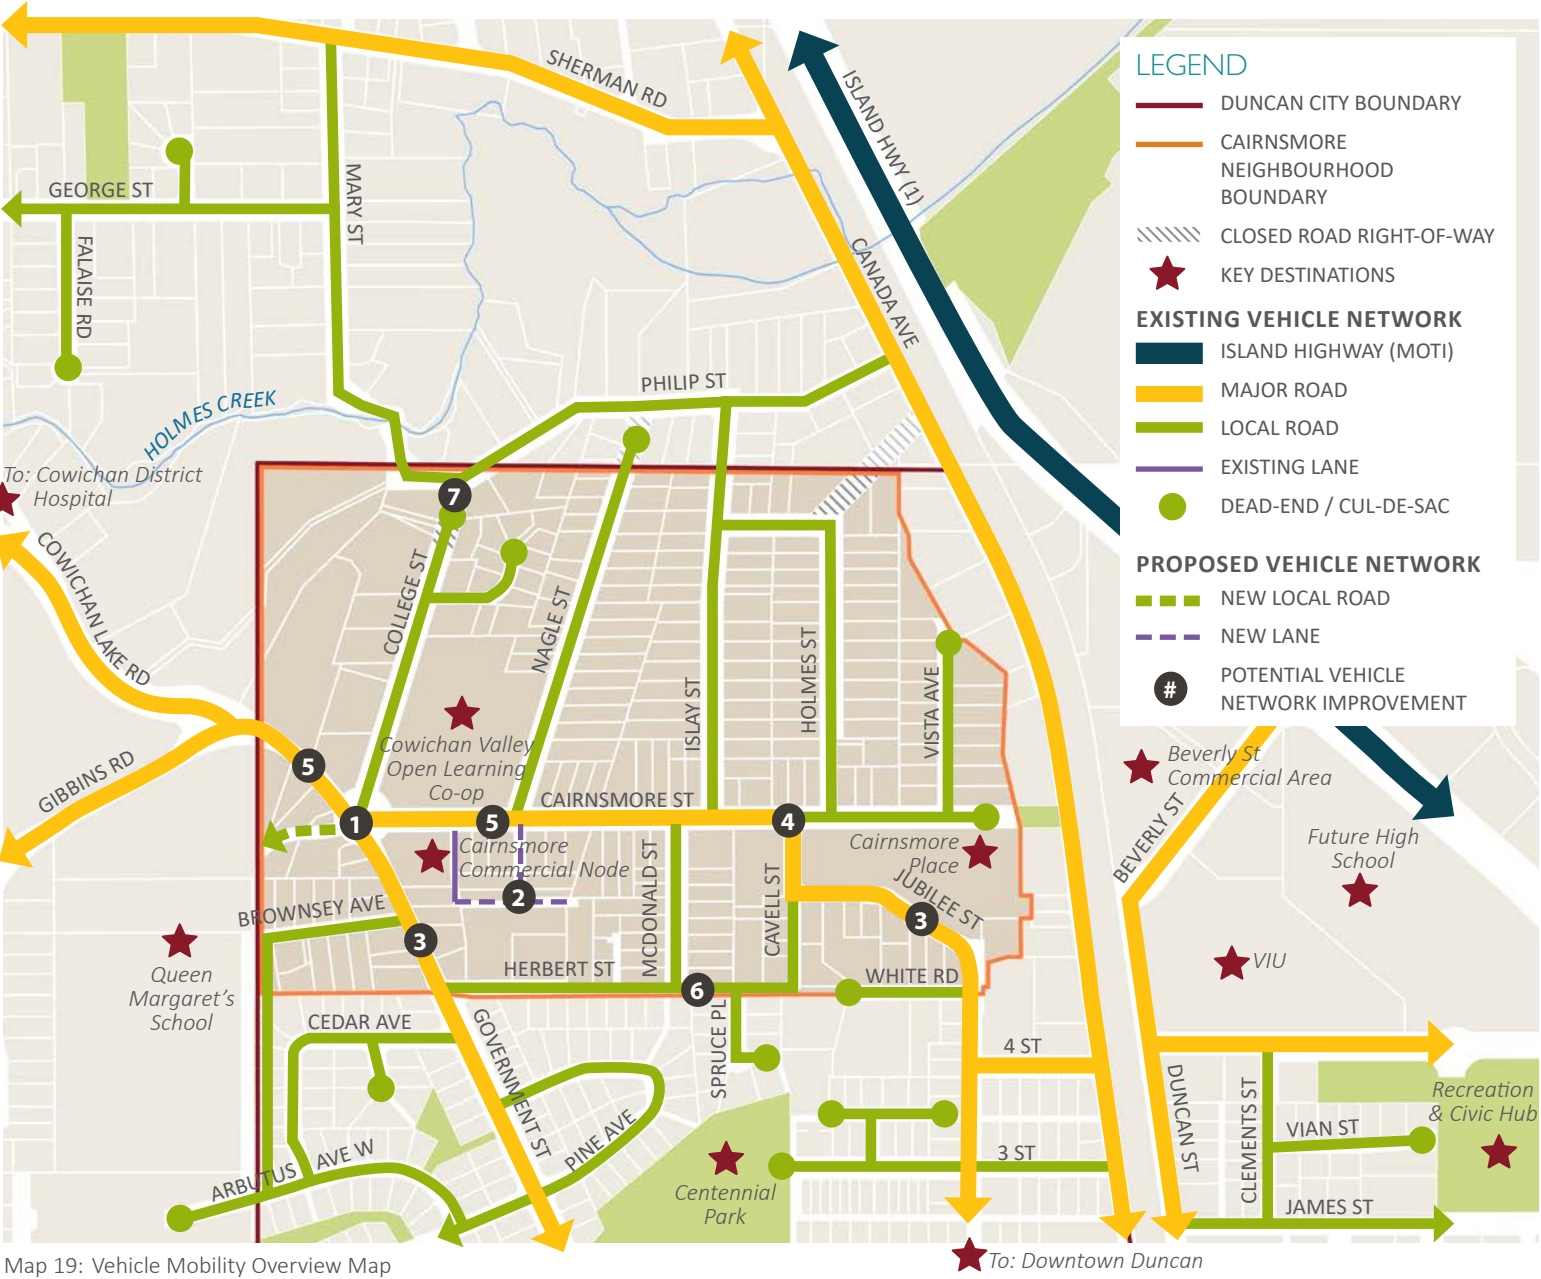 SHERMAN RD
ISLAND HWY (1)
GEORGE ST
MARY ST
FALAISE RD
CANADA AVE
PHILIP ST
HOLMES CREEK
To: Cowichan District
Hospital
7
COWICHAN LAKE RD
COLLEGE ST
NAGLE ST
ISLAY ST
HOLMES ST
VISTA AVE
GIBBINS RD
5
Cowichan Valley
Open Learning
Co-op
CAIRNSMORE ST
1
5
4
Cairnsmore
Commercial Node
2
MCDONALD ST
CAVELL ST
Cairnsmore
Place
JUBILEE ST
3
BROWNSEY AVE
3
Queen
Margaret's
School
HERBERT ST
6
WHITE RD
CEDAR AVE
GOVERNMENT ST
SPRUCE PL
4 ST
ARBUTUS AVE W
PINE AVE
3 ST
Centennial
Park
To: Downtown Duncan
Beverly St
Commercial Area
BEVERLY ST
Future High
School
VIU
DUNCAN ST
CLEMENTS ST
VIAN ST
JAMES ST
Recreation
& Civic Hub
LEGEND
DUNCAN CITY BOUNDARY
CAIRNSMORE
NEIGHBOURHOOD
BOUNDARY
CLOSED ROAD RIGHT-OF-WAY
KEY DESTINATIONS
EXISTING VEHICLE NETWORK
ISLAND HIGHWAY (MOTI)
MAJOR ROAD
LOCAL ROAD
EXISTING LANE
DEAD-END / CUL-DE-SAC
PROPOSED VEHICLE NETWORK
NEW LOCAL ROAD
NEW LANE
# POTENTIAL VEHICLE
NETWORK IMPROVEMENT
Map 19: Vehicle Mobility Overview Map